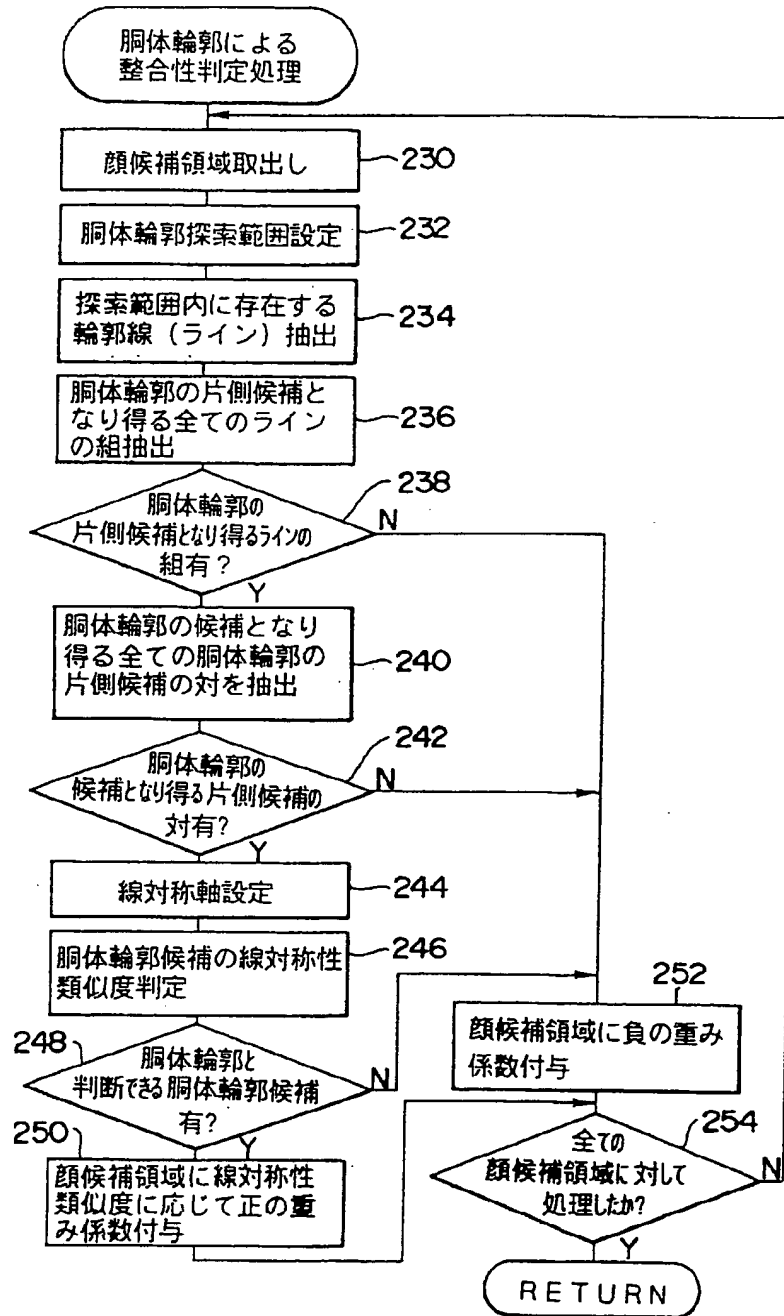 胴体輪郭による
整合性判定処理
顔候補領域取出し
230
胴体輪郭探索範囲設定
232
探索範囲内に存在する
輪郭線（ライン）抽出
234
胴体輪郭の片側候補と
なり得る全てのライン
の組抽出
236
238
胴体輪郭の
片側候補となり得るラインの
組有？
N
Y
胴体輪郭の候補となり
得る全ての胴体輪郭の
片側候補の対を抽出
240
242
胴体輪郭の
候補となり得る片側候補の
対有?
N
Y
線対称軸設定
244
246
胴体輪郭候補の線対称性
類似度判定
248
胴体輪郭と
判断できる胴体輪郭候補
有?
N
Y
250
顔候補領域に線対称性
類似度に応じて正の重
み係数付与
252
顔候補領域に負の重み
係数付与
254
全ての
顔候補領域に対して
処理したか?
N
Y
RETURN